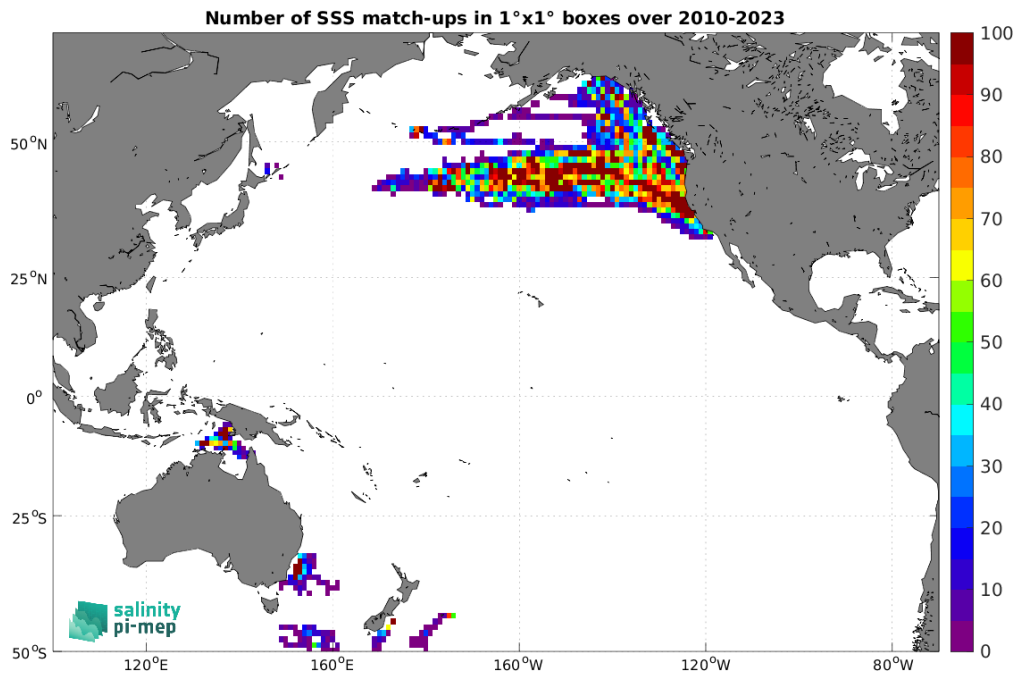 Number of SSS match-ups in 1°x1° boxes over 2010-2023
100
90
80
70
60
50
40
30
20
10
0
50°N
25°N
0°
25°S
50°S
120°E
160°E
160°W
120°W
80°W
salinity
pi-mep